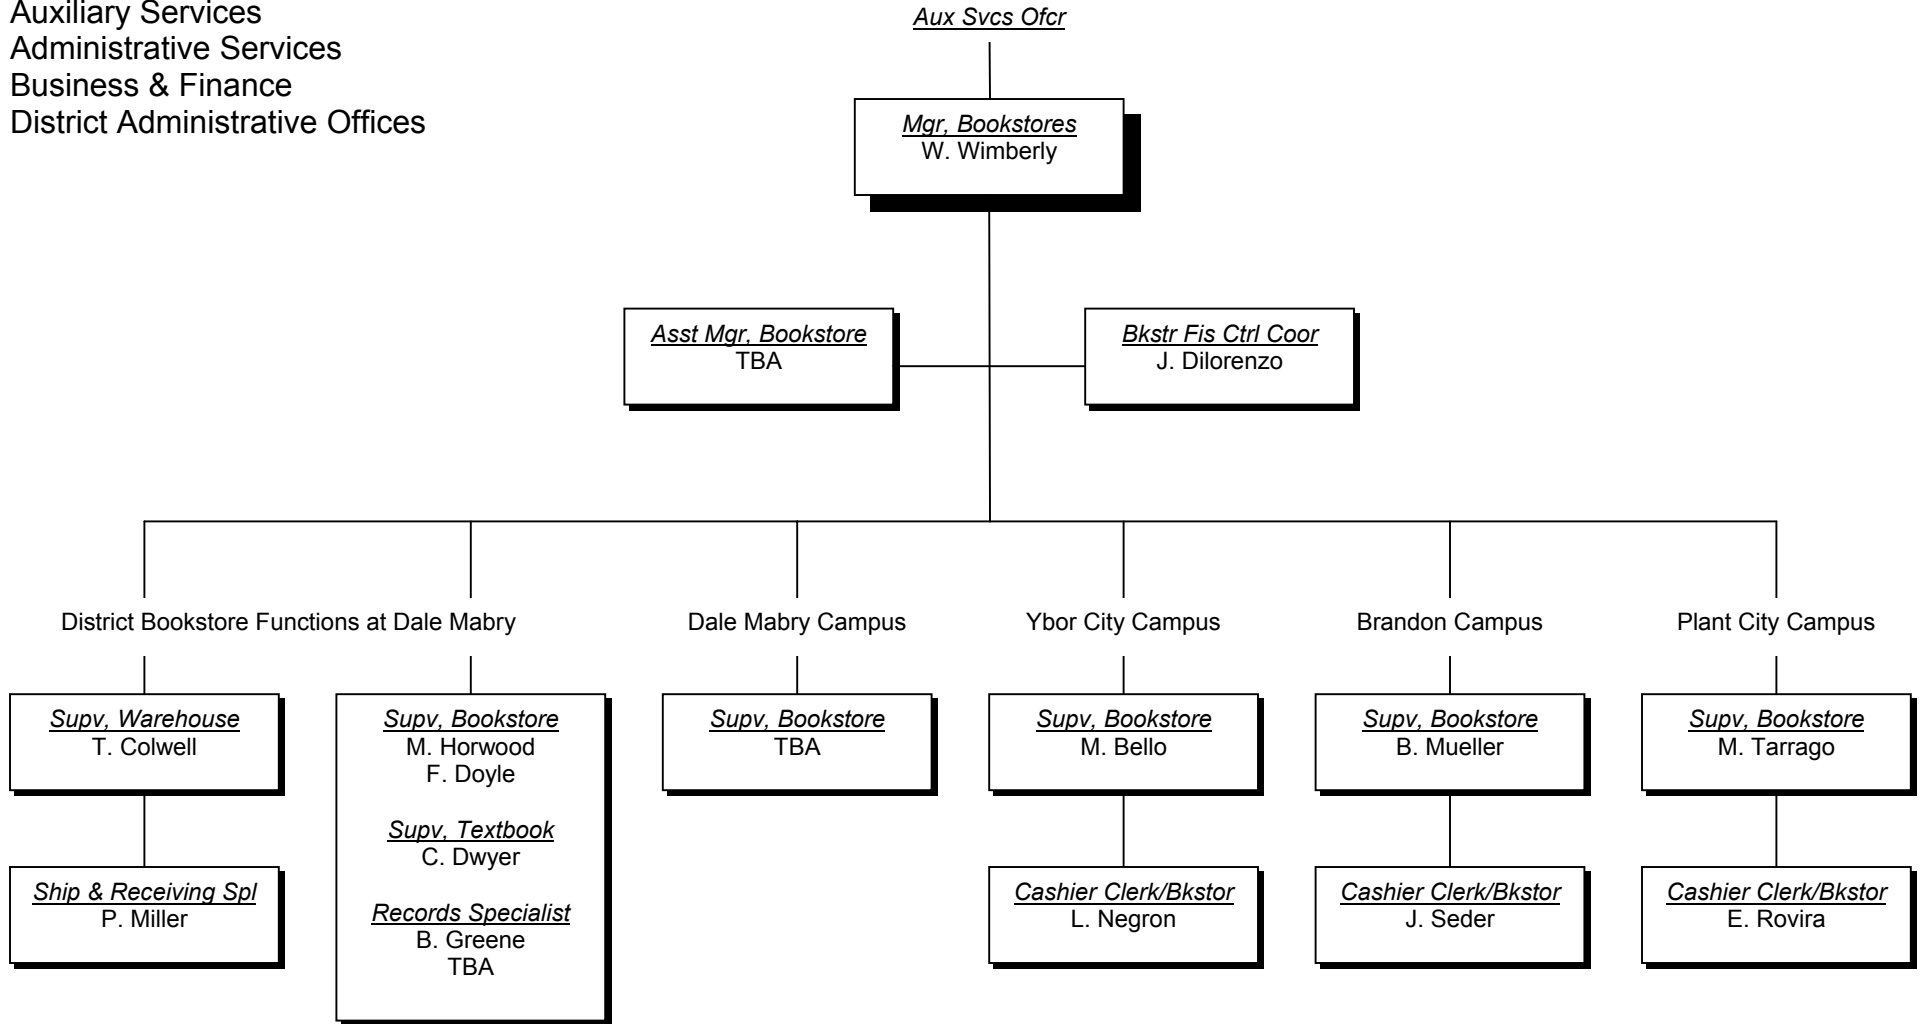 Auxiliary Services
Administrative Services
Business & Finance
District Administrative Offices
Aux Svcs Ofcr
Mgr, Bookstores
W. Wimberly
Asst Mgr, Bookstore
TBA
Bkstr Fis Ctrl Coor
J. Dilorenzo
District Bookstore Functions at Dale Mabry
Dale Mabry Campus
Ybor City Campus
Brandon Campus
Plant City Campus
Supv, Warehouse
T. Colwell
Ship & Receiving Spl
P. Miller
Supv, Bookstore
M. Horwood
F. Doyle
Supv, Textbook
C. Dwyer
Records Specialist
B. Greene
TBA
Supv, Bookstore
TBA
Supv, Bookstore
M. Bello
Cashier Clerk/Bkstor
L. Negron
Supv, Bookstore
B. Mueller
Cashier Clerk/Bkstor
J. Seder
Supv, Bookstore
M. Tarrago
Cashier Clerk/Bkstor
E. Rovira